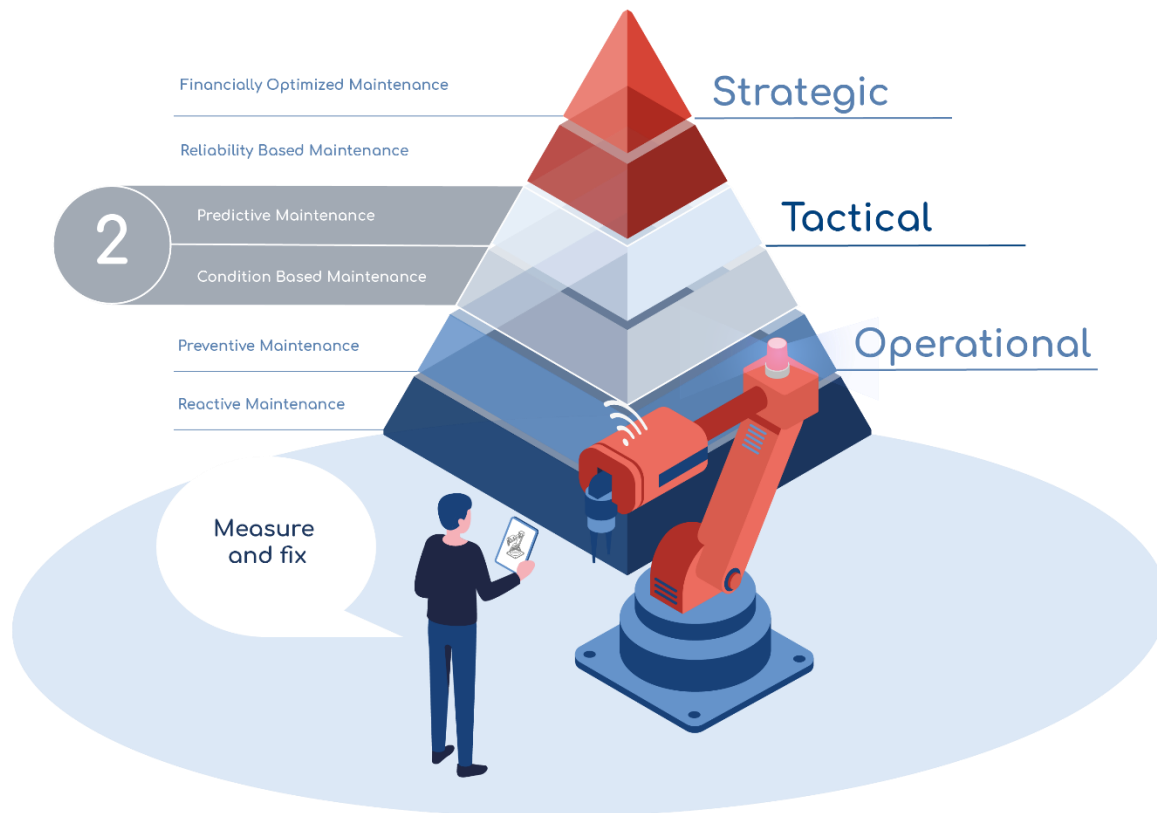 Financially Optimized Maintenance
Strategic
Reliability Based Maintenance
2
Predictive Maintenance
Tactical
Condition Based Maintenance
Preventive Maintenance
Operational
Reactive Maintenance
Measure
and fix